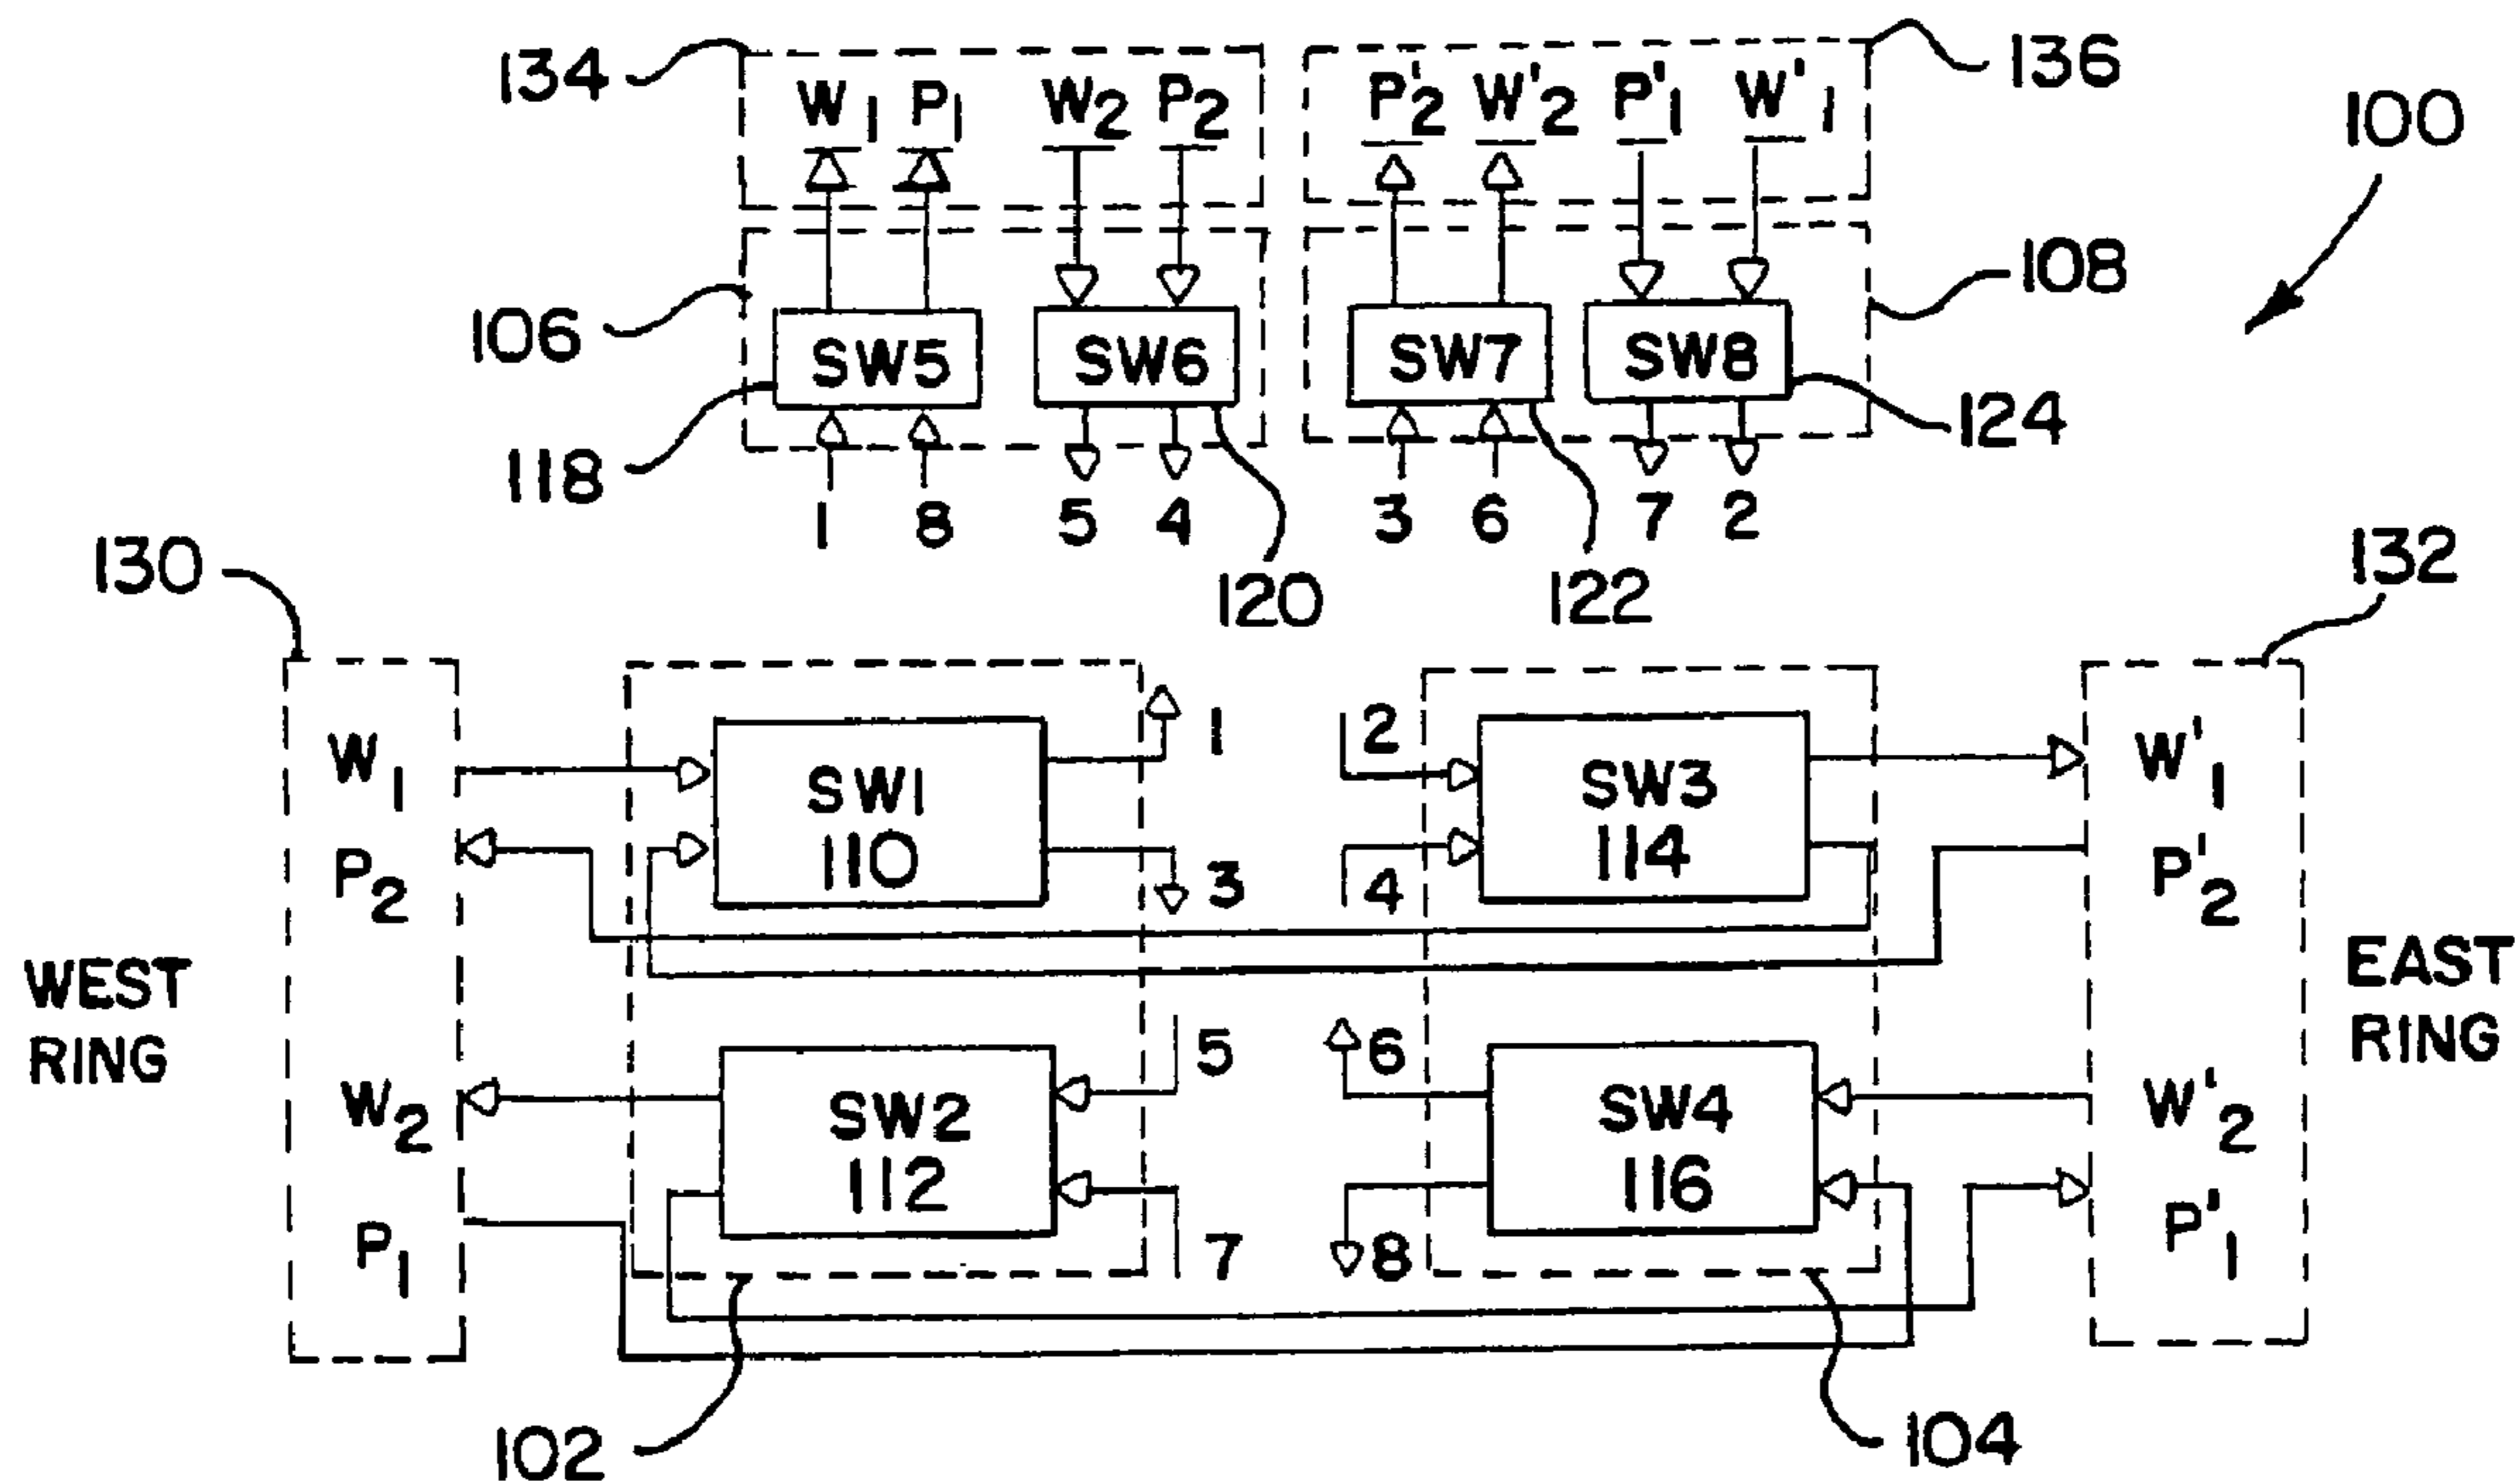 134
W1 P1 W2 P2
P'2 W'2 P'1 W'1
136
100
106
SW5 SW6
SW7 SW8
108
118
124
1 8 5 4
3 6 7 2
120
122
130
132
W1
P2
W2
P1
WEST
RING
SW1
110
1
3
SW2
112
5
7
2
4
SW3
114
6
8
SW4
116
W'1
P'2
W'2
P'1
EAST
RING
102
104